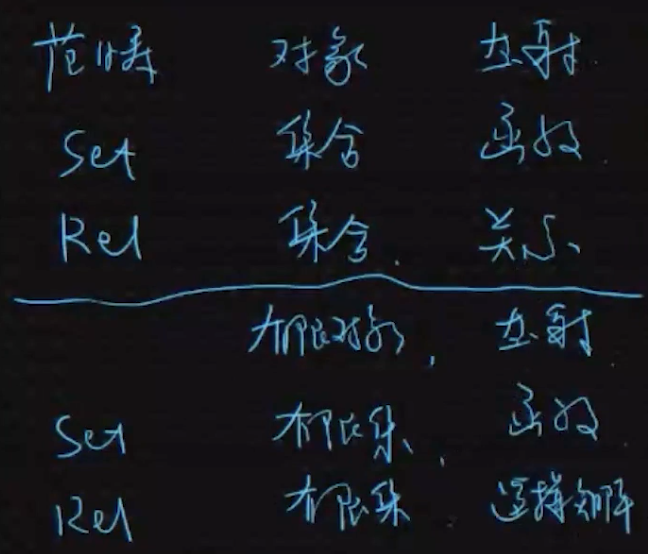 范畴 对象 态射
Set 集合 函数
Rel 集合. 关系
有限对象, 态射
Set 有限集, 函数
Rel 有限集 逻辑矩阵